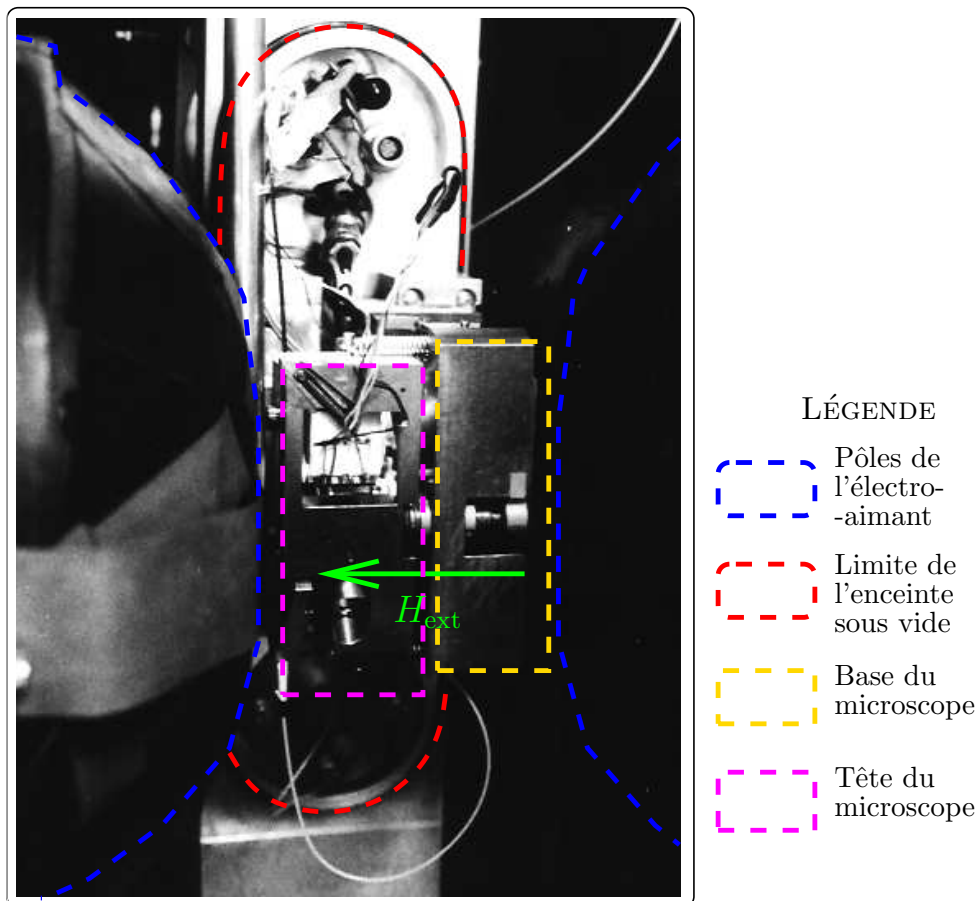 H_ext
LÉGENDE
Pôles de
l'électro-
-aimant
Limite de
l'enceinte
sous vide
Base du
microscope
Tête du
microscope